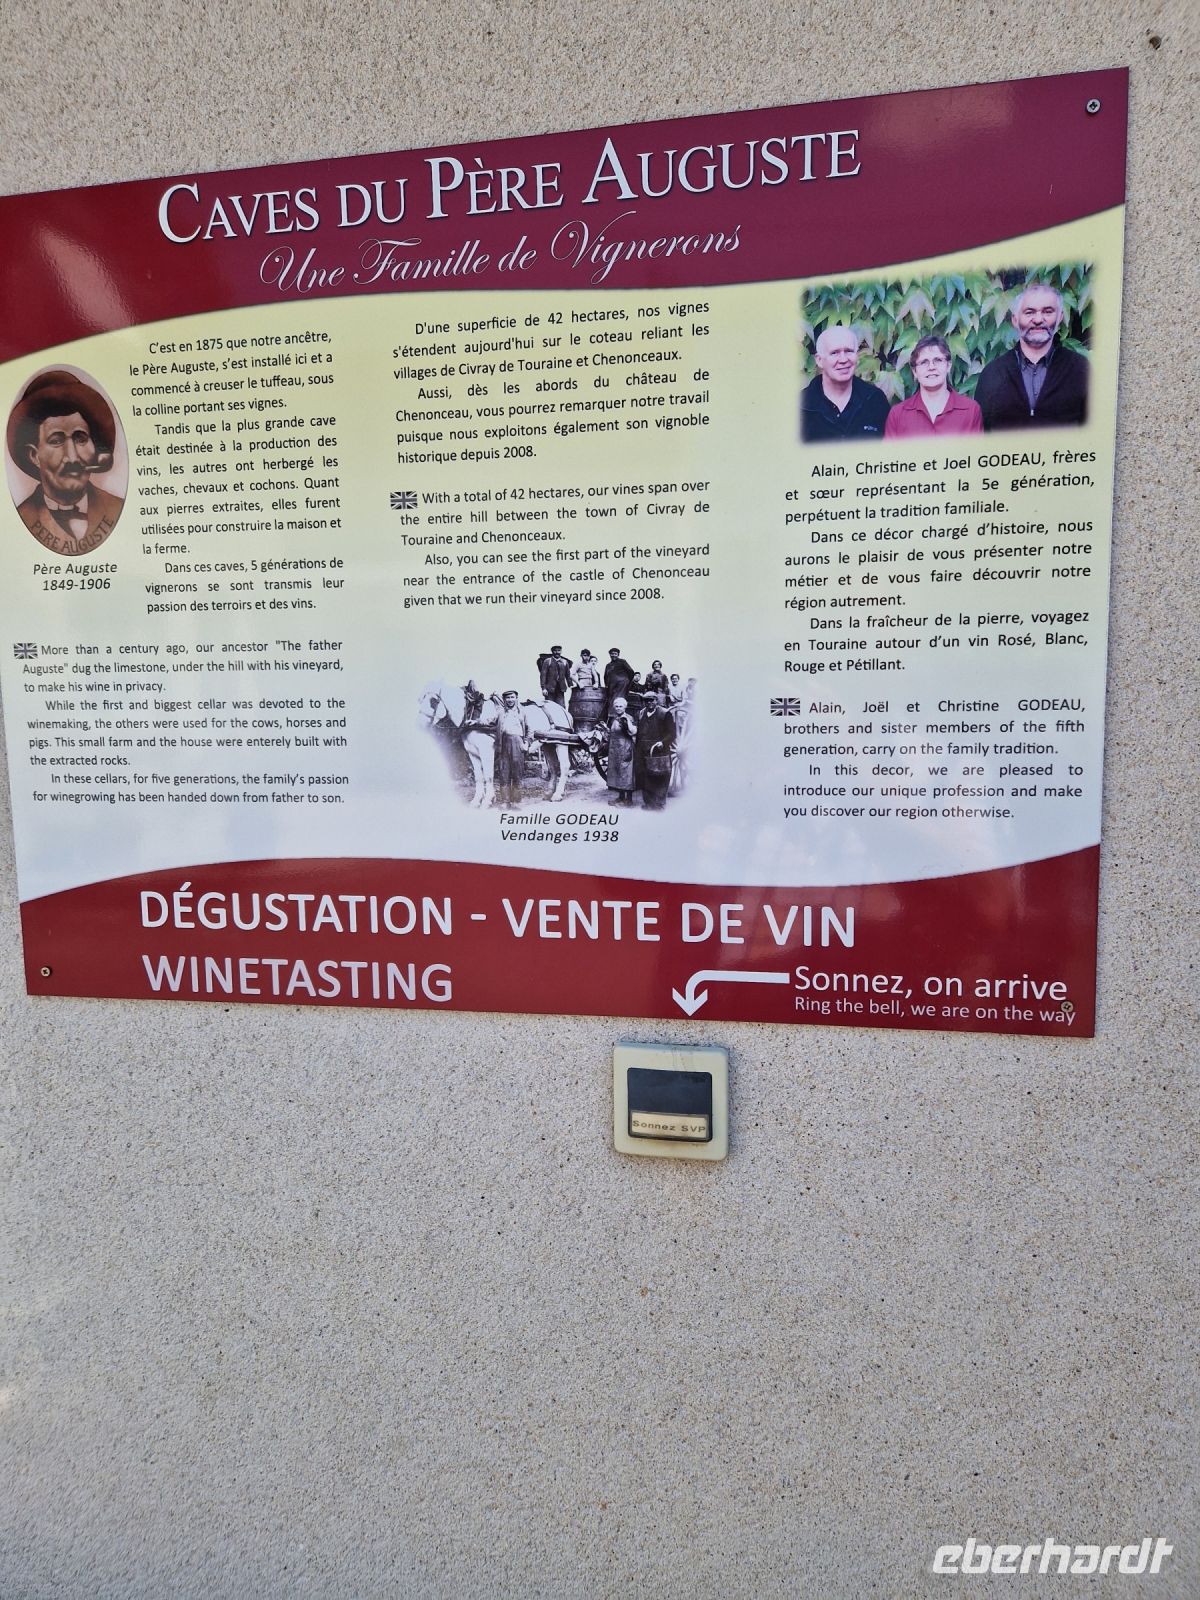 CAVES DU PÈRE AUGUSTE
Une Famille de Vignerons
C'est en 1875 que notre ancêtre,
le Père Auguste, s'est installé ici et a
commencé à creuser le tuffeau, sous
la colline portant ses vignes.
Tandis que la plus grande cave
était destinée à la production des
vins, les autres ont herbergé les
vaches, chevaux et cochons. Quant
aux pierres extraites, elles furent
utilisées pour construire la maison et
la ferme.
Dans ces caves, 5 générations de
vignerons se sont transmis leur
passion des terroirs et des vins.
PÈRE AUGUSTE
Père Auguste
1849-1906
More than a century ago, our ancestor "The father
Auguste" dug the limestone, under the hill with his vineyard,
to make his wine in privacy.
While the first and biggest cellar was devoted to the
winemaking, the others were used for the cows, horses and
pigs. This small farm and the house were enterely built with
the extracted rocks.
In these cellars, for five generations, the family's passion
for winegrowing has been handed down from father to son.
D'une superficie de 42 hectares, nos vignes
s'étendent aujourd'hui sur le coteau reliant les
villages de Civray de Touraine et Chenonceaux.
Aussi, dès les abords du château de
Chenonceau, vous pourrez remarquer notre travail
puisque nous exploitons également son vignoble
historique depuis 2008.
With a total of 42 hectares, our vines span over
the entire hill between the town of Civray de
Touraine and Chenonceaux.
Also, you can see the first part of the vineyard
near the entrance of the castle of Chenonceau
given that we run their vineyard since 2008.
Famille GODEAU
Vendanges 1938
Alain, Christine et Joel GODEAU, frères
et sœur représentant la 5e génération,
perpétuent la tradition familiale.
Dans ce décor chargé d'histoire, nous
aurons le plaisir de vous présenter notre
métier et de vous faire découvrir notre
région autrement.
Dans la fraîcheur de la pierre, voyagez
en Touraine autour d'un vin Rosé, Blanc,
Rouge et Pétillant.
Alain, Joël et Christine GODEAU,
brothers and sister members of the fifth
generation, carry on the family tradition.
In this decor, we are pleased to
introduce our unique profession and make
you discover our region otherwise.
DÉGUSTATION - VENTE DE VIN
WINETASTING
Sonnez, on arrive
Ring the bell, we are on the way
Sonnez SVP
eberhardt